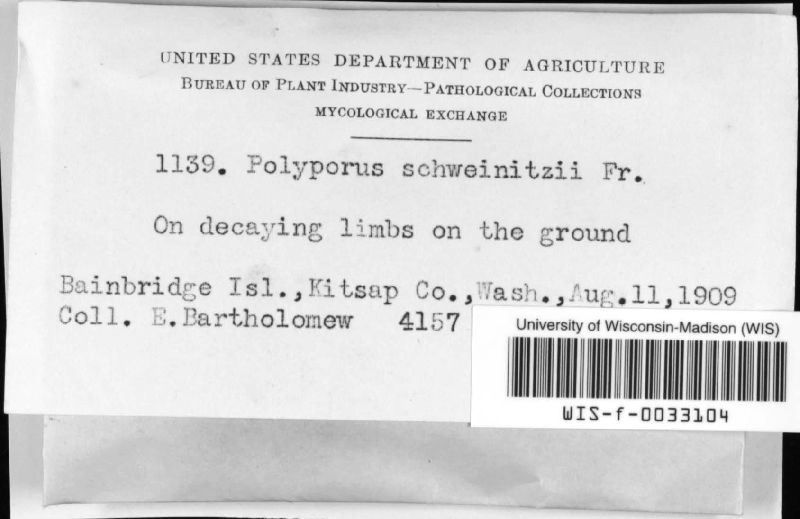 UNITED STATES DEPARTMENT OF AGRICULTURE
BUREAU OF PLANT INDUSTRY—PATHOLOGICAL COLLECTIONS
MYCOLOGICAL EXCHANGE
1139. Polyporus schweinitzii Fr.
On decaying limbs on the ground
Bainbridge Isl.,Kitsap Co.,Wash.,Aug.11,1909
Coll. E.Bartholomew 4157
University of Wisconsin-Madison (WIS)
WIS-f-0033104